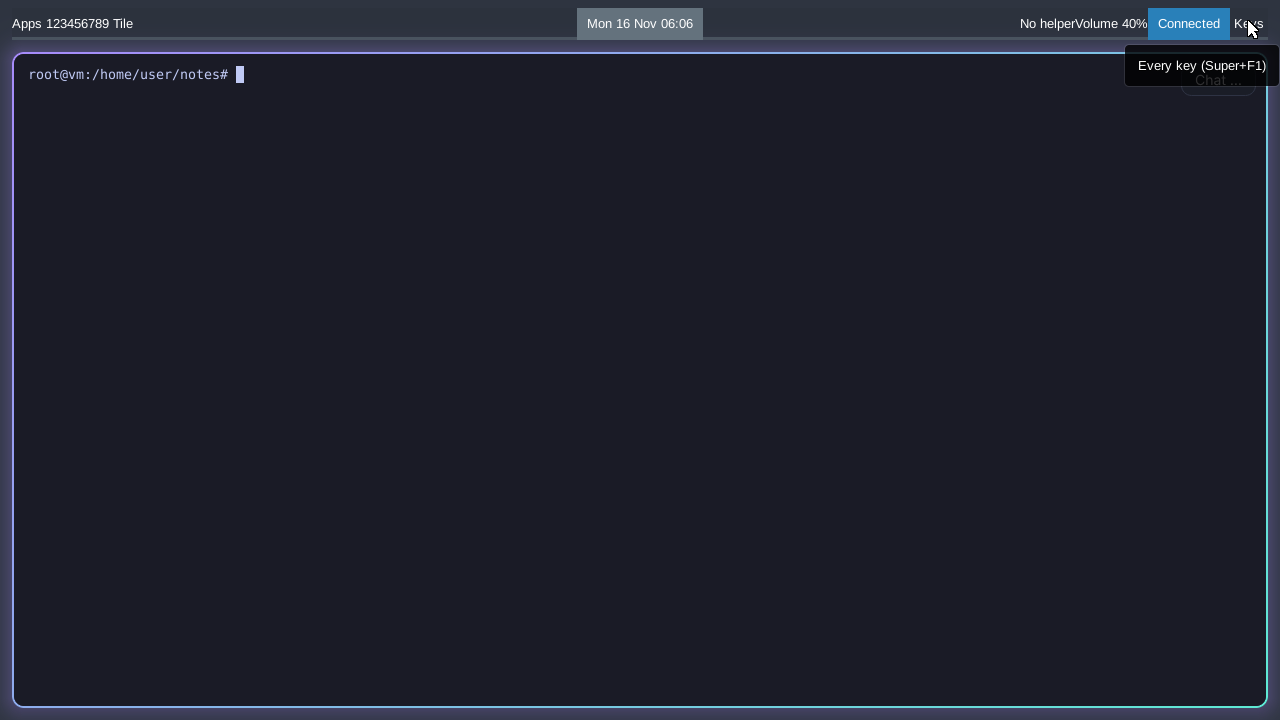 Apps 123456789 Tile
Mon 16 Nov 06:06
No helper Volume 40% Connected Keys
Every key (Super+F1)
Chat ...
root@vm:/home/user/notes#